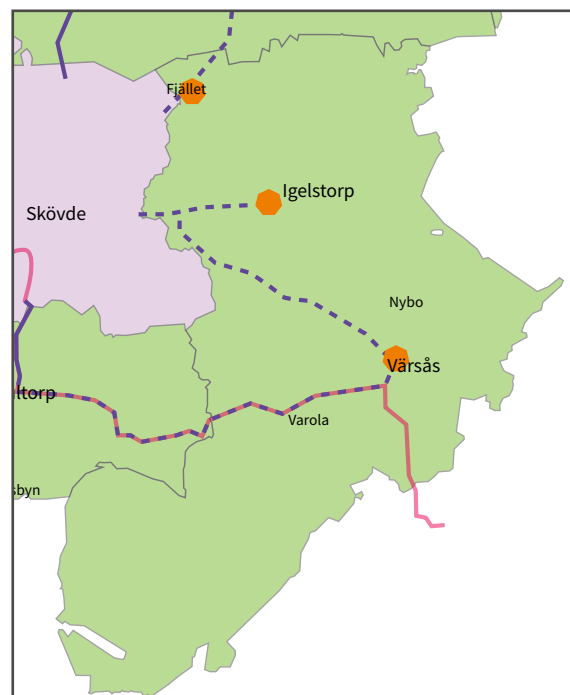 Fjället
Igelstorp
Skövde
Nybo
Värsås
ltorp
Varola
sbyn